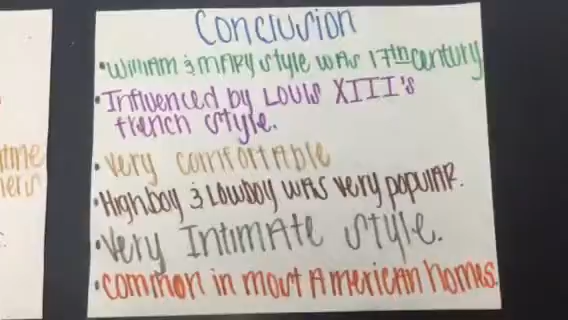 Conclusion
• William & Mary style was 17th century
• Influenced by Louis XIII's
french style.
• very comfortable
• Highboy & Lowboy was very popular.
• Very Intimate style.
• common in most American homes.